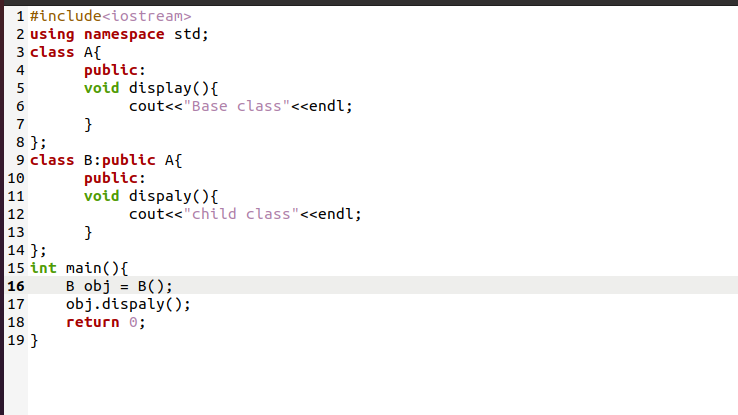 1 #include<iostream>
2 using namespace std;
3 class A{
4 public:
5 void display(){
6 cout<<"Base class"<<endl;
7 }
8 };
9 class B:public A{
10 public:
11 void dispaly(){
12 cout<<"child class"<<endl;
13 }
14 };
15 int main(){
16 B obj = B();
17 obj.dispaly();
18 return 0;
19 }